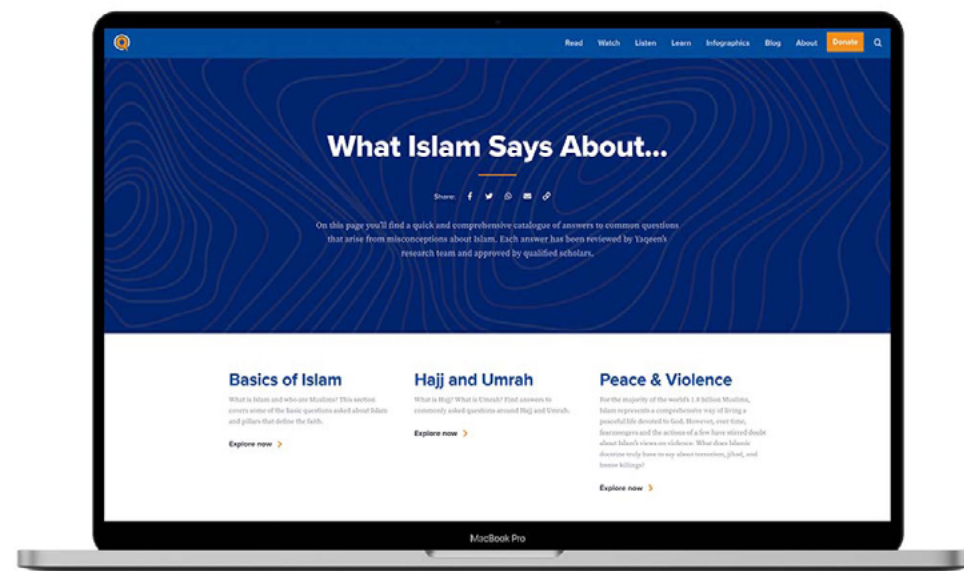 Read Watch Listen Learn Infographics Blog About Donate
What Islam Says About...
Share:
On this page you'll find a quick and comprehensive catalogue of answers to common questions
that arise from misconceptions about Islam. Each answer has been reviewed by Yaqeen's
research team and approved by qualified scholars.
Basics of Islam
What is Islam and who are Muslims? This section
covers some of the basic questions asked about Islam
and pillars that define the faith.
Explore now
Hajj and Umrah
What is Hajj? What is Umrah? Find answers to
commonly asked questions around Hajj and Umrah.
Explore now
Peace & Violence
For the majority of the world's 1.8 billion Muslims,
Islam represents a comprehensive way of living a
peaceful life devoted to God. However, over time,
fearmongers and the actions of a few have stirred doubt
about Islam's views on violence. What does Islamic
doctrine truly have to say about terrorism, jihad, and
honor killings?
Explore now
MacBook Pro